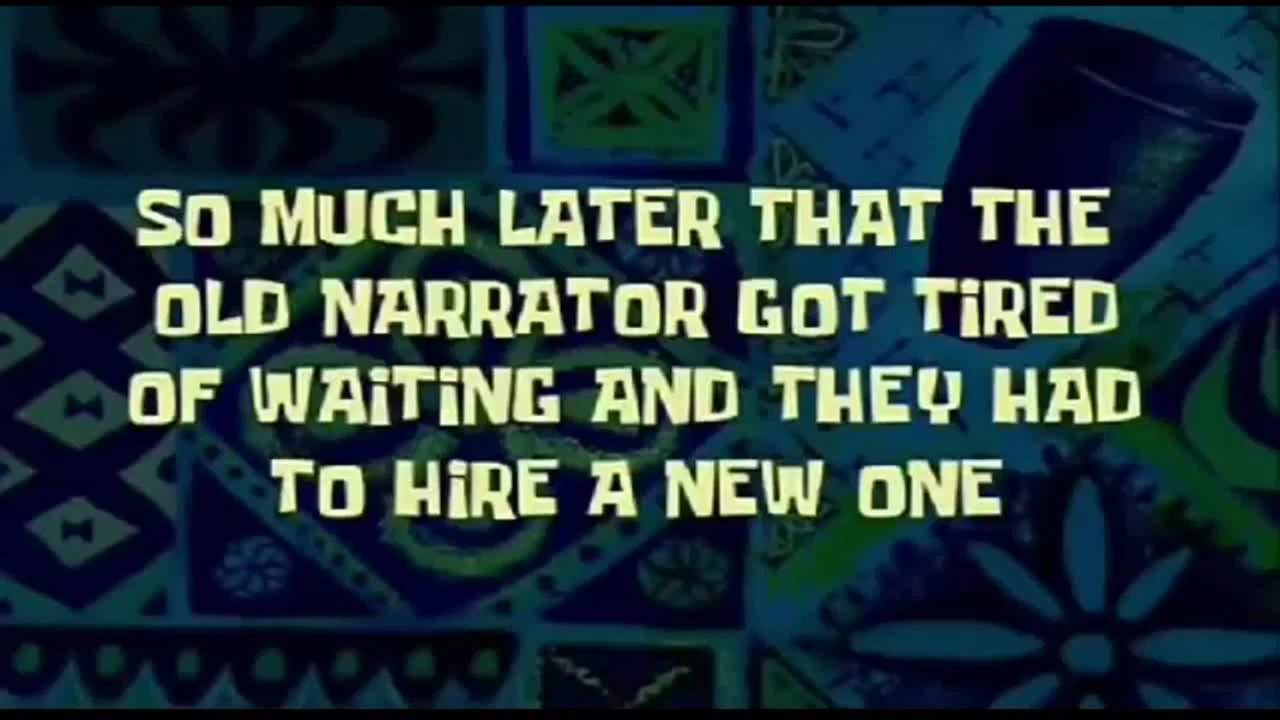 SO MUCH LATER THAT THE
OLD NARRATOR GOT TiRED
OF WAiTiNG AND THEY HAD
TO HiRE A NEW ONE